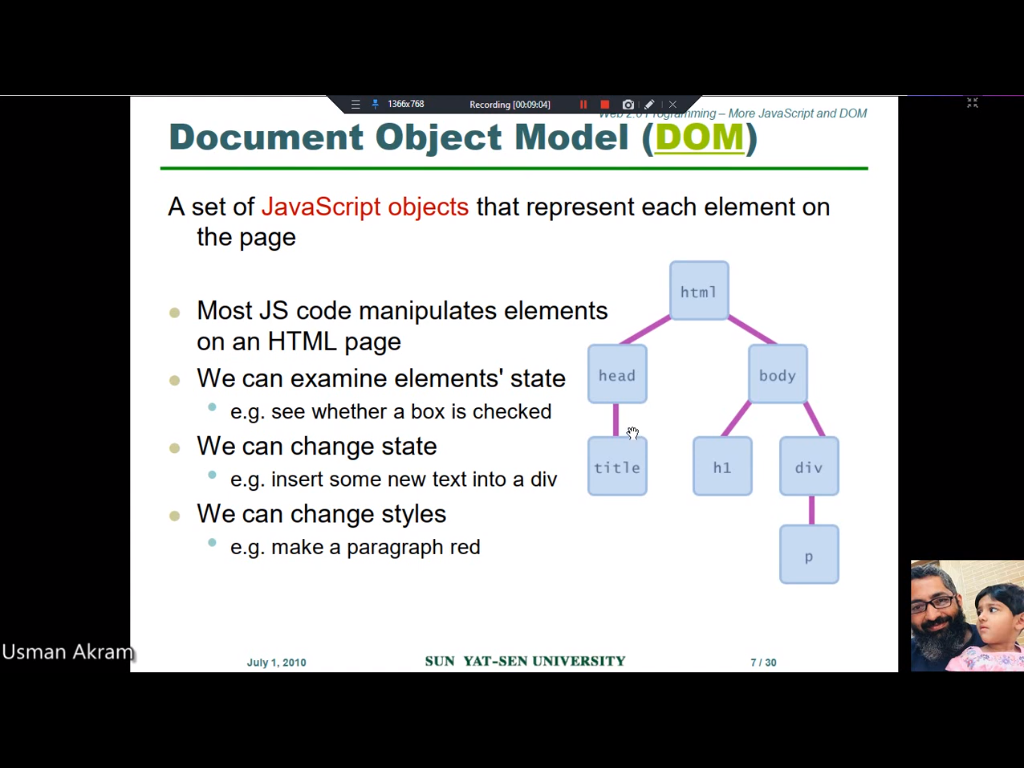 1366x768 Recording [00:09:04]
Web 2.0 Programming – More JavaScript and DOM
Document Object Model (DOM)
A set of JavaScript objects that represent each element on
the page
Most JS code manipulates elements
on an HTML page
We can examine elements' state
e.g. see whether a box is checked
We can change state
e.g. insert some new text into a div
We can change styles
e.g. make a paragraph red
html
head
body
title
h1
div
p
Usman Akram
July 1, 2010
SUN YAT-SEN UNIVERSITY
7 / 30